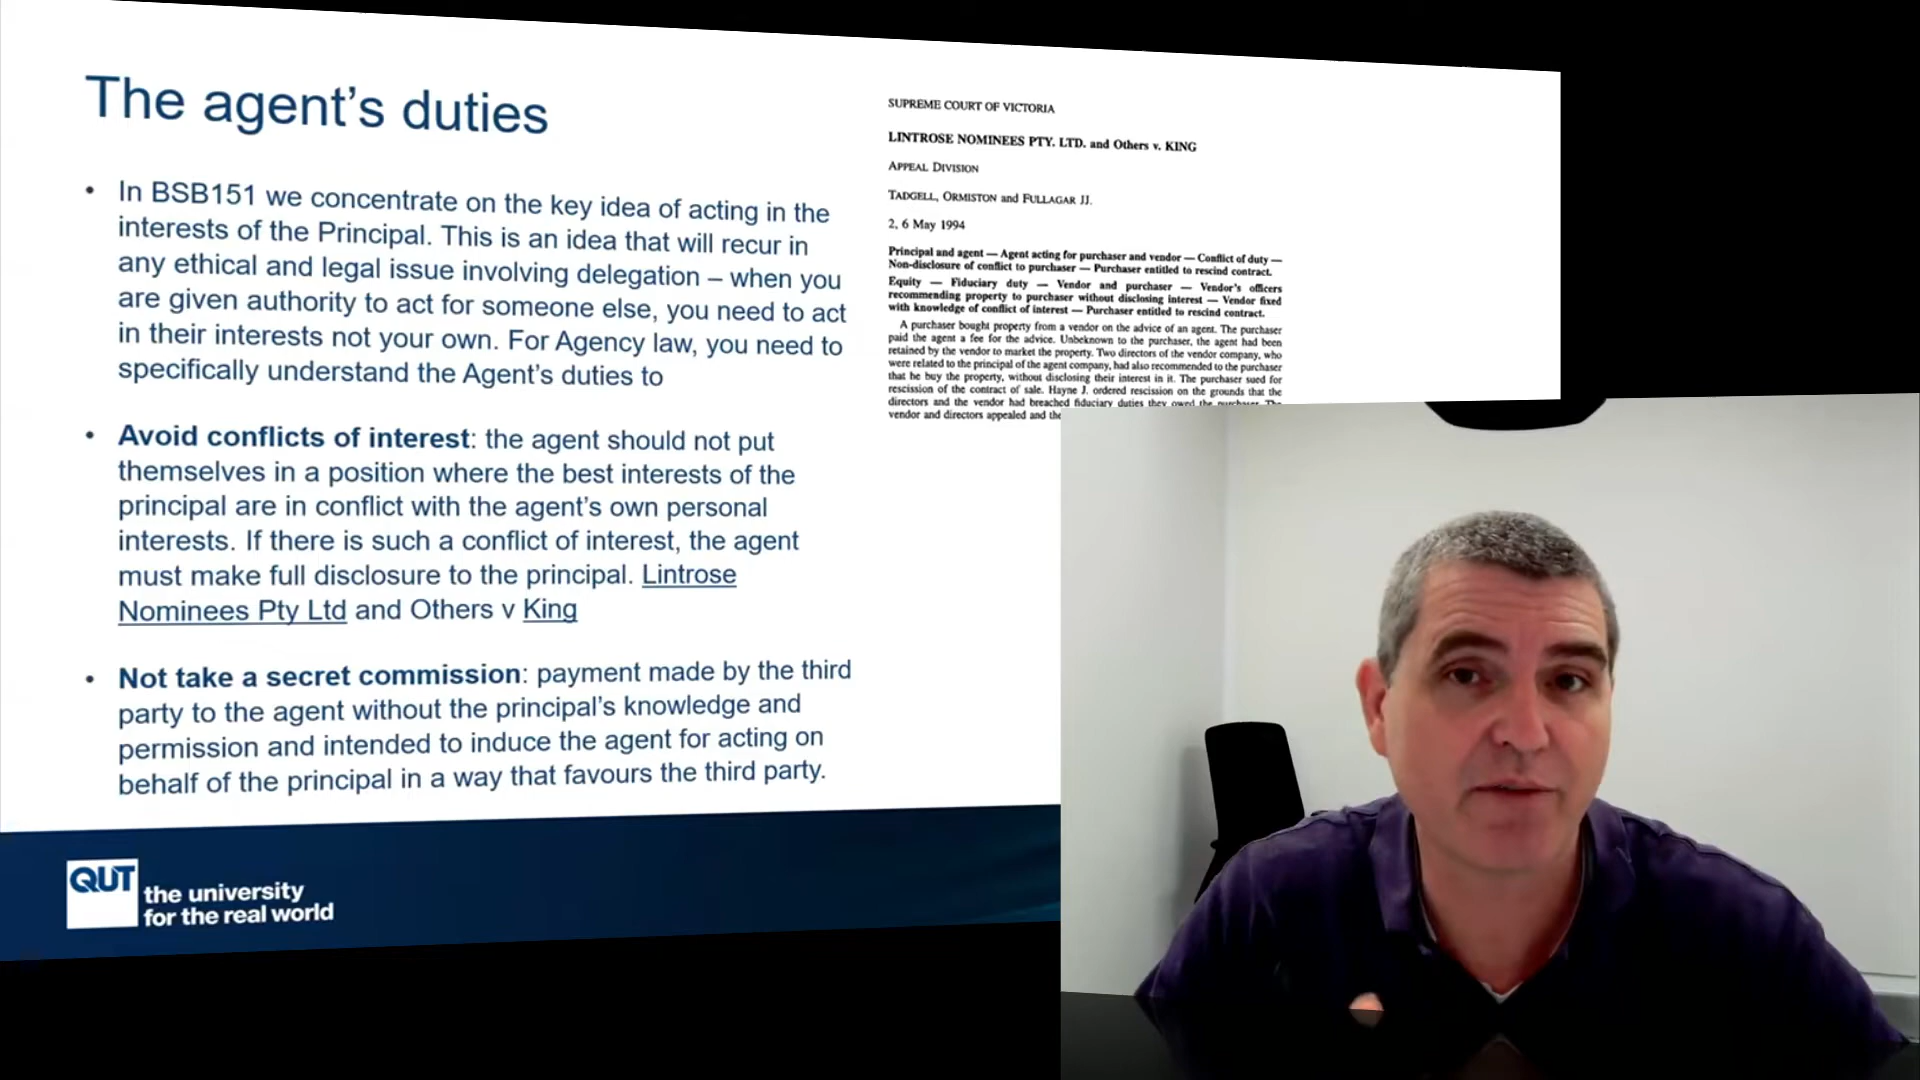 The agent's duties
• In BSB151 we concentrate on the key idea of acting in the
interests of the Principal. This is an idea that will recur in
any ethical and legal issue involving delegation – when you
are given authority to act for someone else, you need to act
in their interests not your own. For Agency law, you need to
specifically understand the Agent's duties to
• Avoid conflicts of interest: the agent should not put
themselves in a position where the best interests of the
principal are in conflict with the agent's own personal
interests. If there is such a conflict of interest, the agent
must make full disclosure to the principal. Lintrose
Nominees Pty Ltd and Others v King
• Not take a secret commission: payment made by the third
party to the agent without the principal's knowledge and
permission and intended to induce the agent for acting on
behalf of the principal in a way that favours the third party.
SUPREME COURT OF VICTORIA
LINTROSE NOMINEES PTY. LTD. and Others v. KING
APPEAL DIVISION
TADGELL, ORMISTON and FULLAGAR JJ.
2, 6 May 1994
Principal and agent — Agent acting for purchaser and vendor — Conflict of duty —
Non-disclosure of conflict to purchaser — Purchaser entitled to rescind contract.
Equity — Fiduciary duty — Vendor and purchaser — Vendor's officers
recommending property to purchaser without disclosing interest — Vendor fixed
with knowledge of conflict of interest — Purchaser entitled to rescind contract.
A purchaser bought property from a vendor on the advice of an agent. The purchaser
paid the agent a fee for the advice. Unbeknown to the purchaser, the agent had been
retained by the vendor to market the property. Two directors of the vendor company, who
were related to the principal of the agent company, had also recommended to the purchaser
that he buy the property, without disclosing their interest in it. The purchaser sued for
rescission of the contract of sale. Hayne J. ordered rescission on the grounds that the
directors and the vendor had breached fiduciary duties they owed the purchaser. The
vendor and directors appealed and the
QUT
the university
for the real world